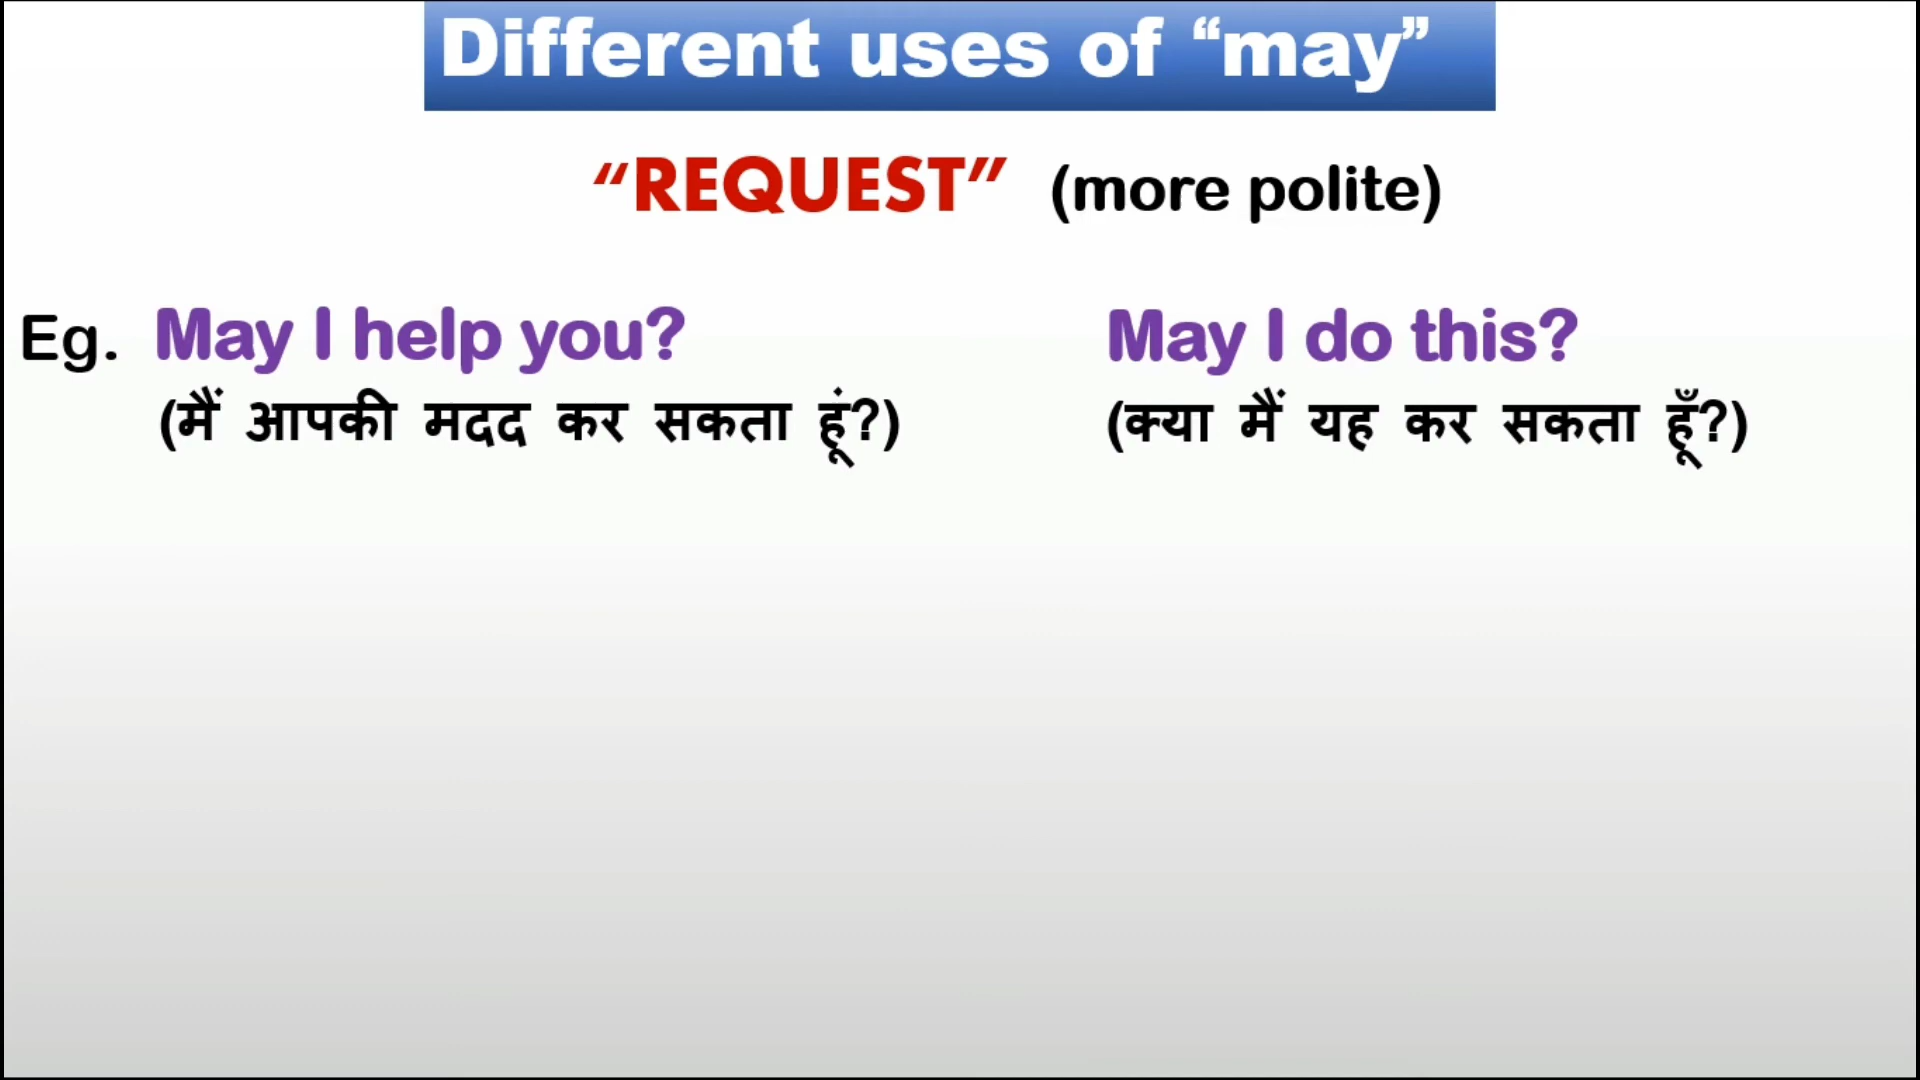 Different uses of “may”
“REQUEST” (more polite)
Eg. May I help you?
(मैं आपकी मदद कर सकता हूं?)
May I do this?
(क्या मैं यह कर सकता हूँ?)